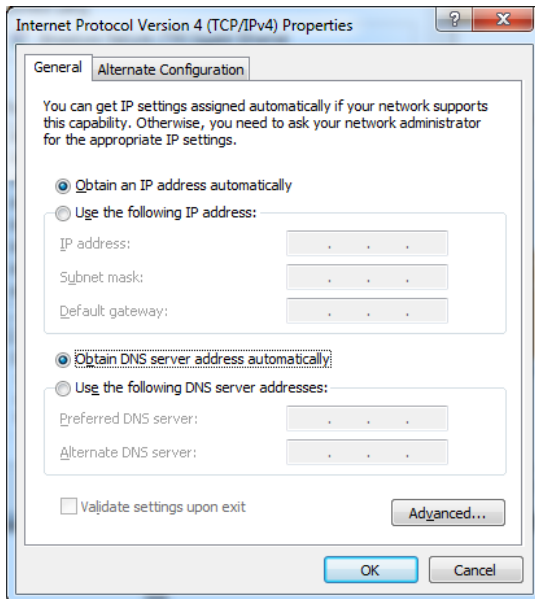 Internet Protocol Version 4 (TCP/IPv4) Properties
General
Alternate Configuration
You can get IP settings assigned automatically if your network supports
this capability. Otherwise, you need to ask your network administrator
for the appropriate IP settings.
Obtain an IP address automatically
Use the following IP address:
IP address:
Subnet mask:
Default gateway:
Obtain DNS server address automatically
Use the following DNS server addresses:
Preferred DNS server:
Alternate DNS server:
Validate settings upon exit
Advanced...
OK
Cancel